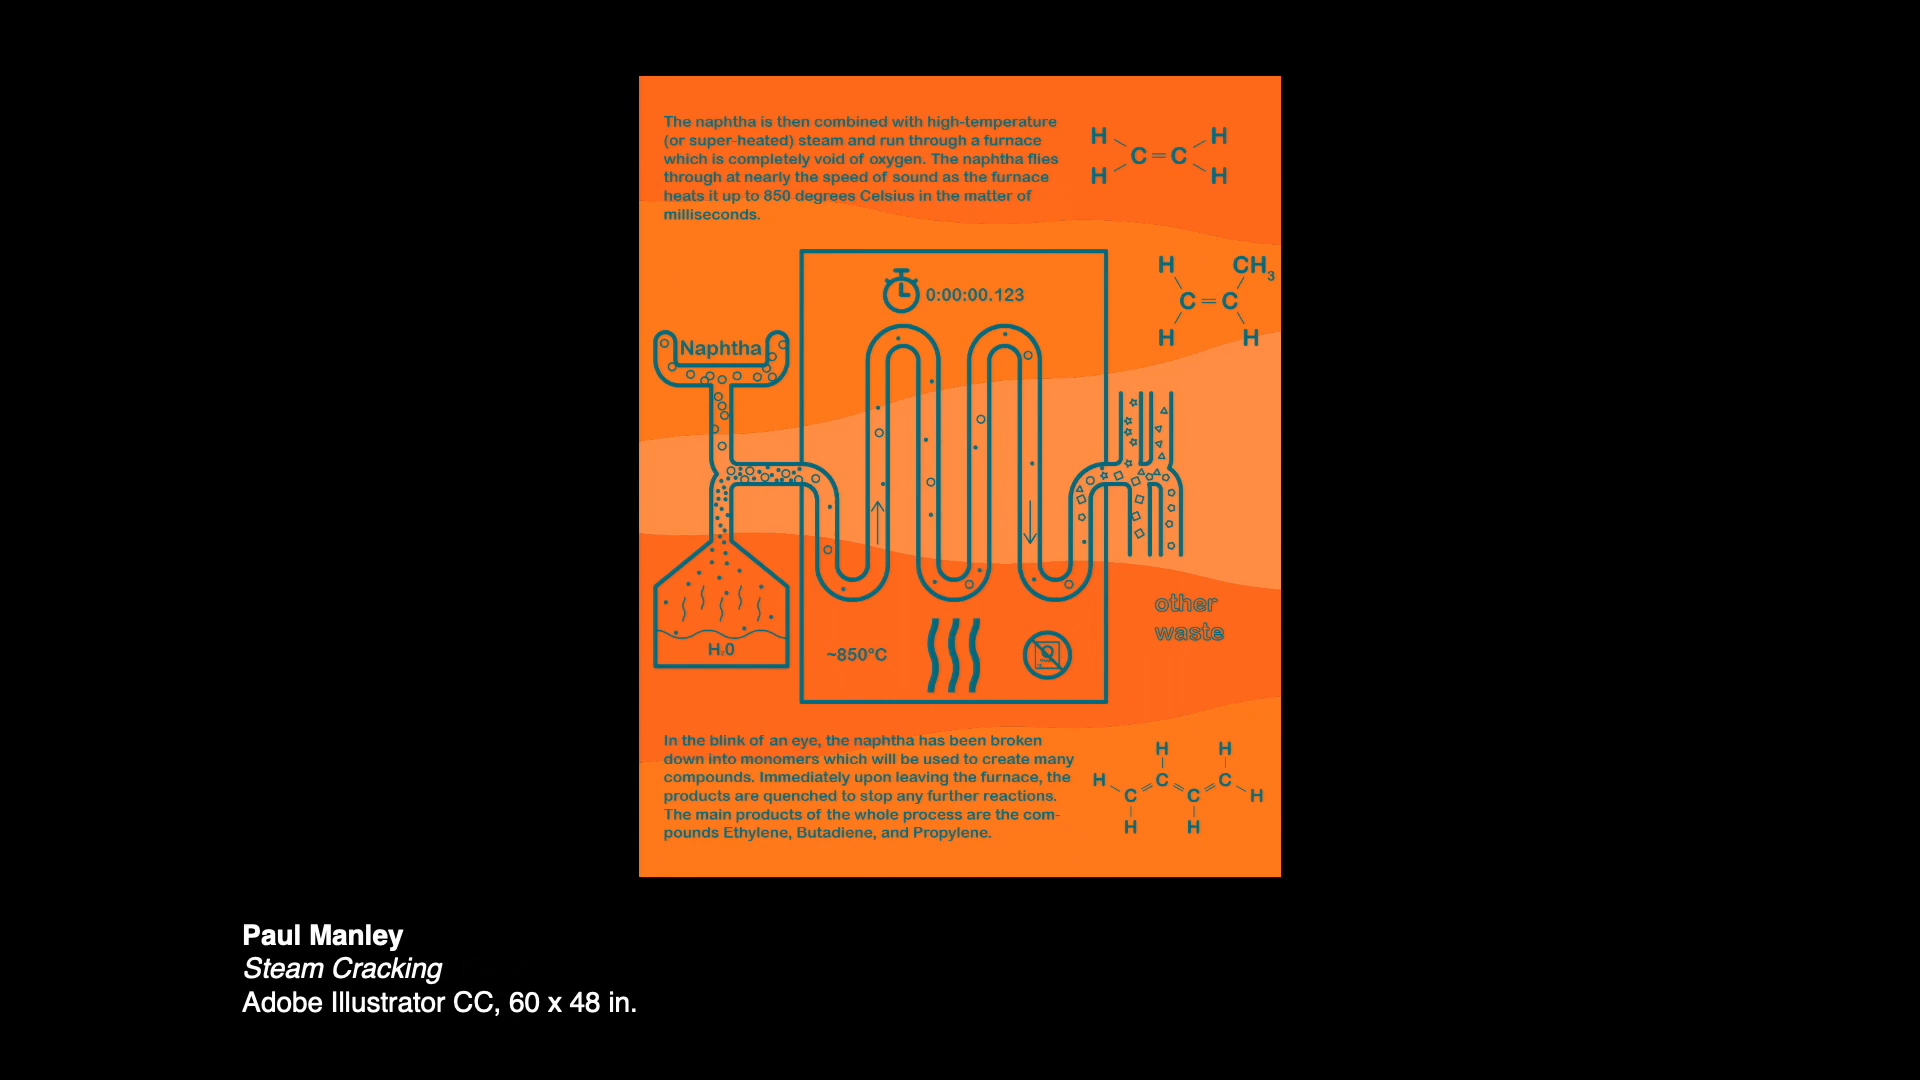 The naphtha is then combined with high-temperature
(or super-heated) steam and run through a furnace
which is completely void of oxygen. The naphtha flies
through at nearly the speed of sound as the furnace
heats it up to 850 degrees Celsius in the matter of
milliseconds.
H H
C=C
H H
H CH3
C=C
H H
0:00:00.123
Naphtha
H2O
~850°C
other
waste
In the blink of an eye, the naphtha has been broken
down into monomers which will be used to create many
compounds. Immediately upon leaving the furnace, the
products are quenched to stop any further reactions.
The main products of the whole process are the com-
pounds Ethylene, Butadiene, and Propylene.
H H
H C C
C C H
H H
Paul Manley
Steam Cracking
Adobe Illustrator CC, 60 x 48 in.